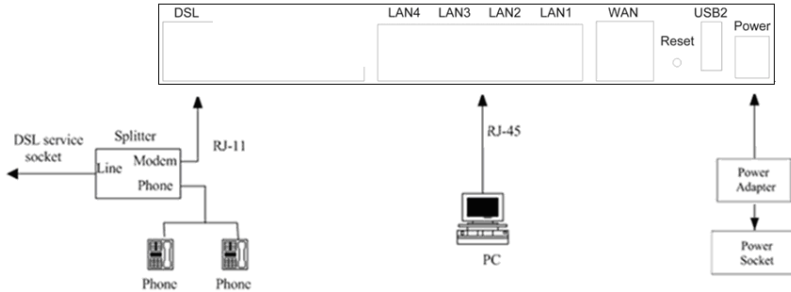 DSL
LAN4 LAN3 LAN2 LAN1
WAN
USB2
Reset
Power
DSL service
socket
Splitter
Line
Modem
Phone
RJ-11
RJ-45
Power
Adapter
Power
Socket
PC
Phone
Phone